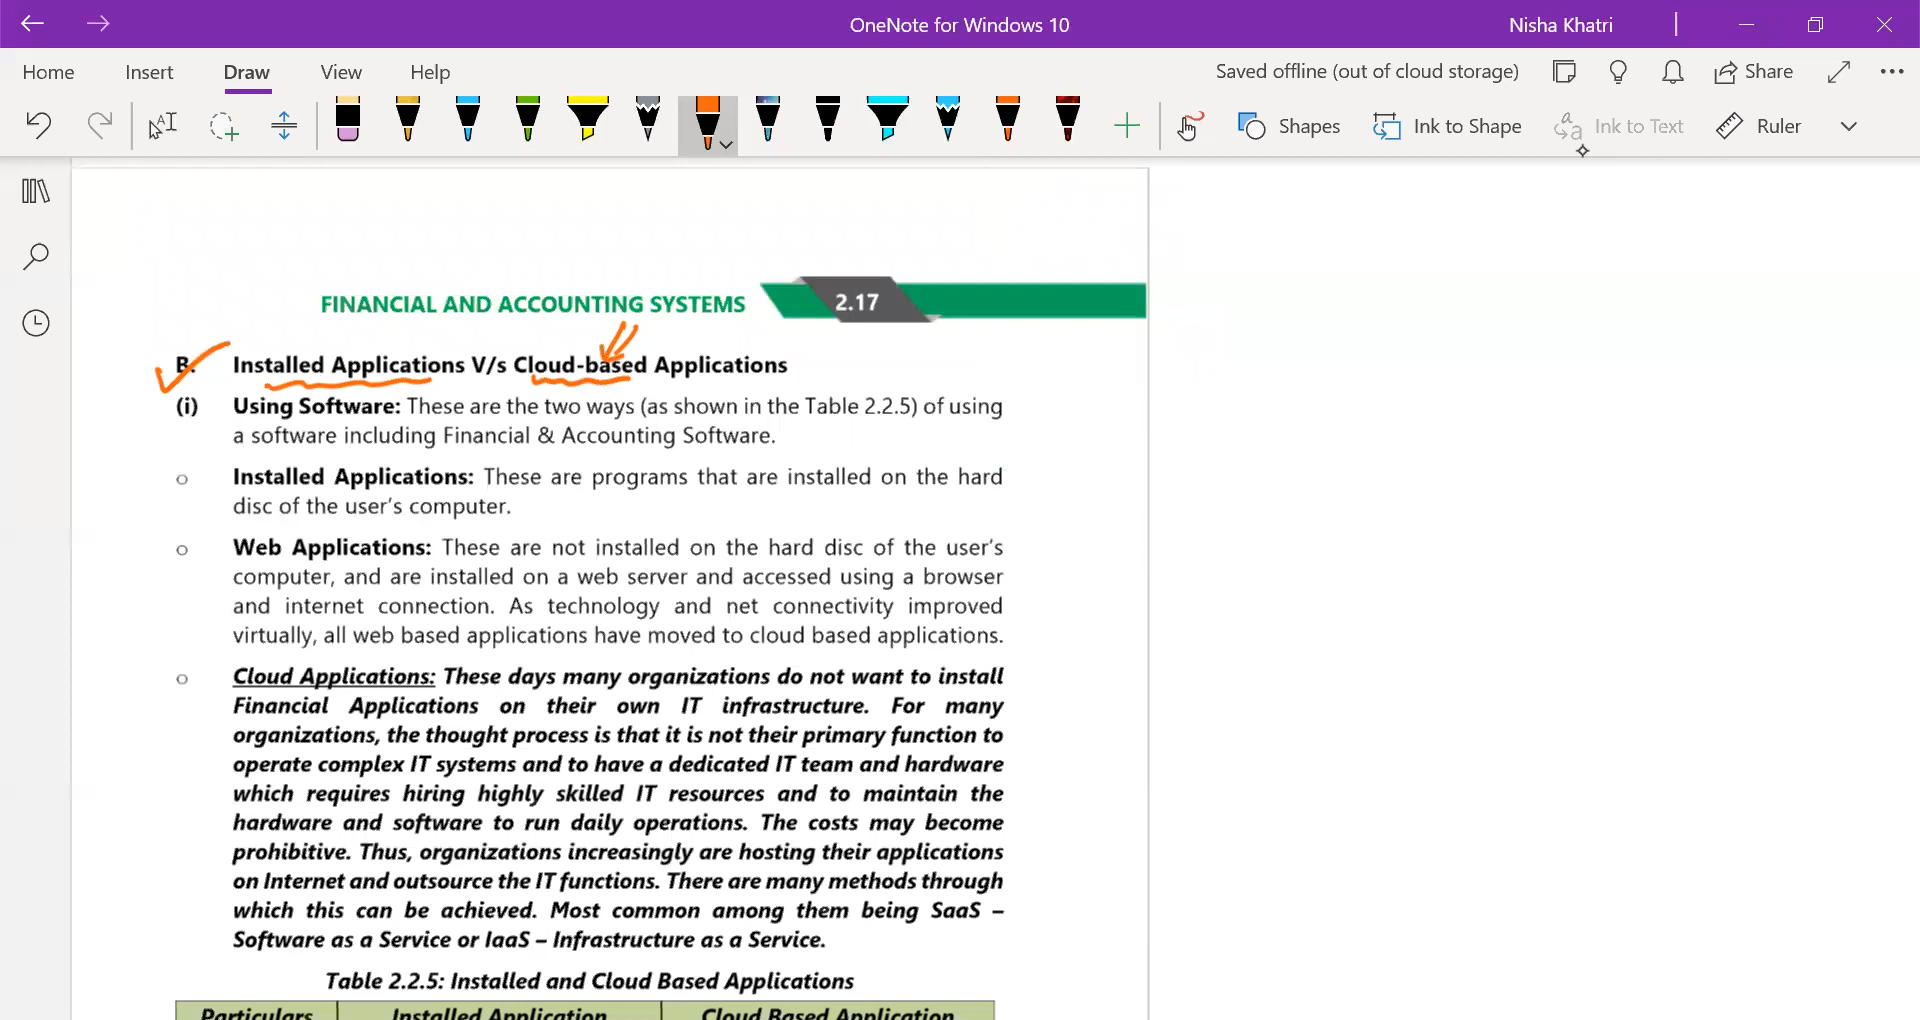 OneNote for Windows 10
Nisha Khatri
Home Insert Draw View Help
Saved offline (out of cloud storage)
Share
Shapes
Ink to Shape
Ink to Text
Ruler
FINANCIAL AND ACCOUNTING SYSTEMS
2.17
B. Installed Applications V/s Cloud-based Applications
(i) Using Software: These are the two ways (as shown in the Table 2.2.5) of using
a software including Financial & Accounting Software.
o Installed Applications: These are programs that are installed on the hard
disc of the user's computer.
o Web Applications: These are not installed on the hard disc of the user's
computer, and are installed on a web server and accessed using a browser
and internet connection. As technology and net connectivity improved
virtually, all web based applications have moved to cloud based applications.
o Cloud Applications: These days many organizations do not want to install
Financial Applications on their own IT infrastructure. For many
organizations, the thought process is that it is not their primary function to
operate complex IT systems and to have a dedicated IT team and hardware
which requires hiring highly skilled IT resources and to maintain the
hardware and software to run daily operations. The costs may become
prohibitive. Thus, organizations increasingly are hosting their applications
on Internet and outsource the IT functions. There are many methods through
which this can be achieved. Most common among them being SaaS –
Software as a Service or IaaS – Infrastructure as a Service.
Table 2.2.5: Installed and Cloud Based Applications
Particulars Installed Application Cloud Based Application